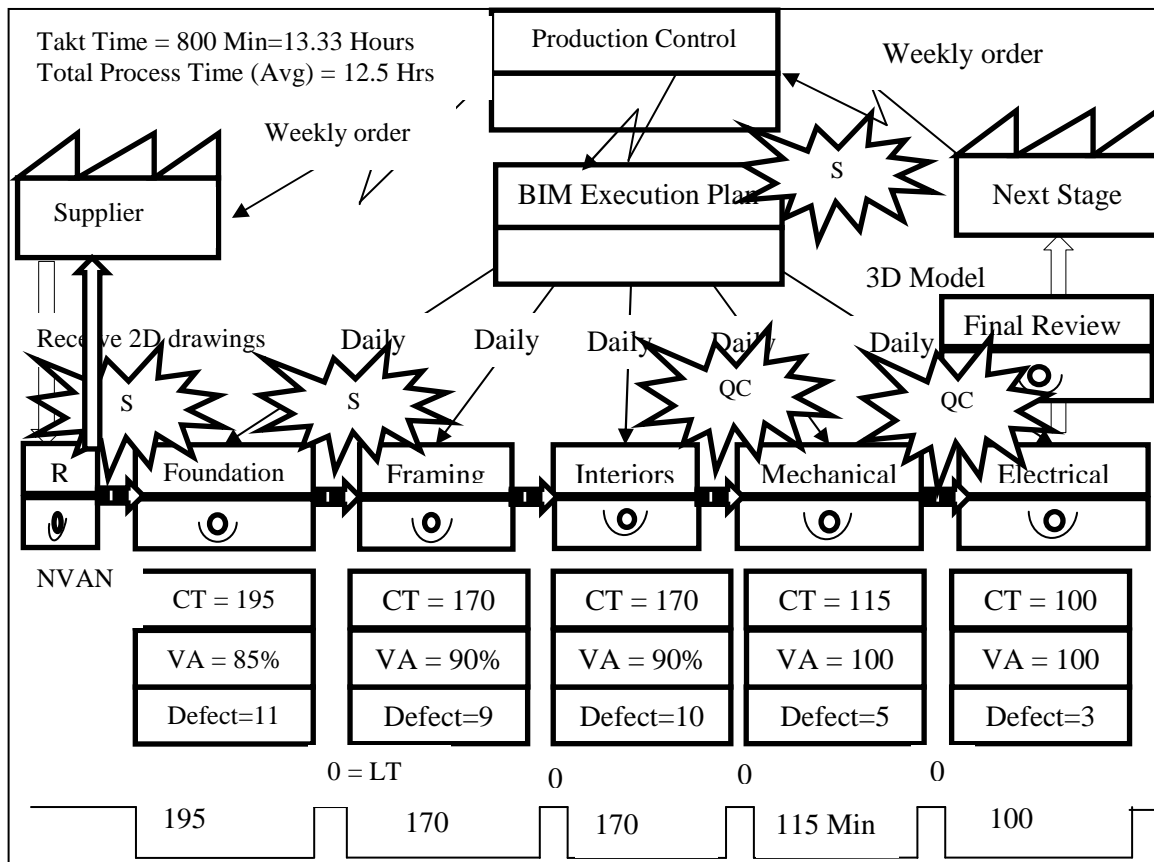 Takt Time = 800 Min=13.33 Hours
Total Process Time (Avg) = 12.5 Hrs
Production Control
Weekly order
Weekly order
Supplier
BIM Execution Plan
S
Next Stage
3D Model
Receive 2D drawings
Daily
Daily
Daily
Daily
Daily
Final Review
S
S
QC
QC
R
Foundation
Framing
Interiors
Mechanical
Electrical
I
I
I
I
I
NVAN
CT = 195
CT = 170
CT = 170
CT = 115
CT = 100
VA = 85%
VA = 90%
VA = 90%
VA = 100
VA = 100
Defect=11
Defect=9
Defect=10
Defect=5
Defect=3
0 = LT
0
0
0
195
170
170
115 Min
100